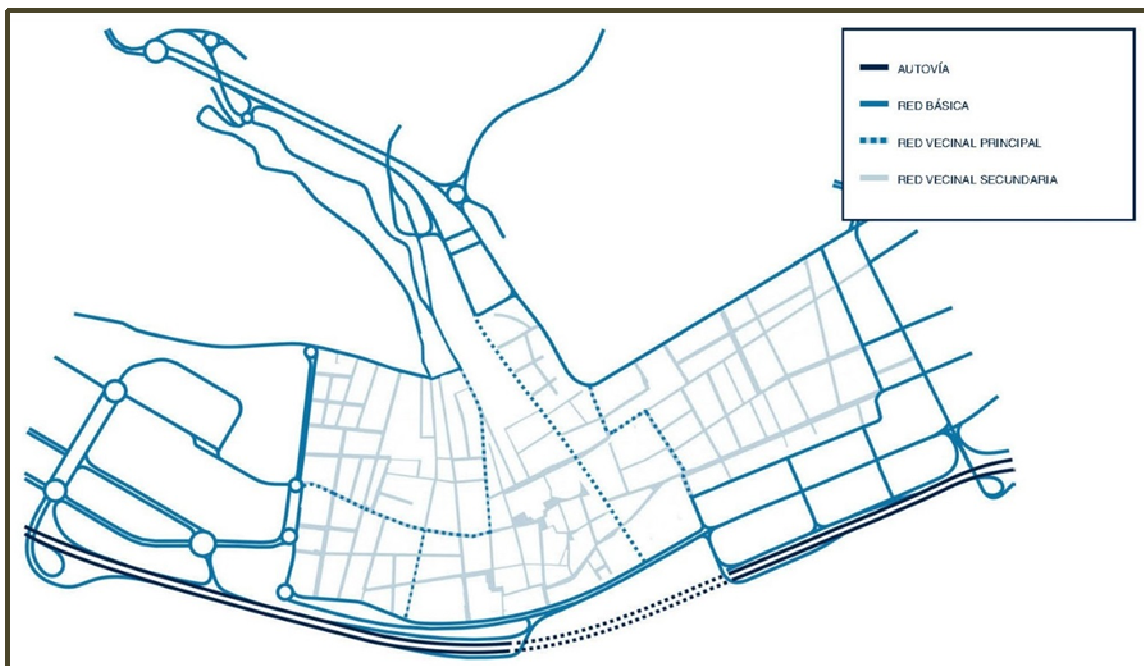 AUTOVÍA
RED BÁSICA
RED VECINAL PRINCIPAL
RED VECINAL SECUNDARIA